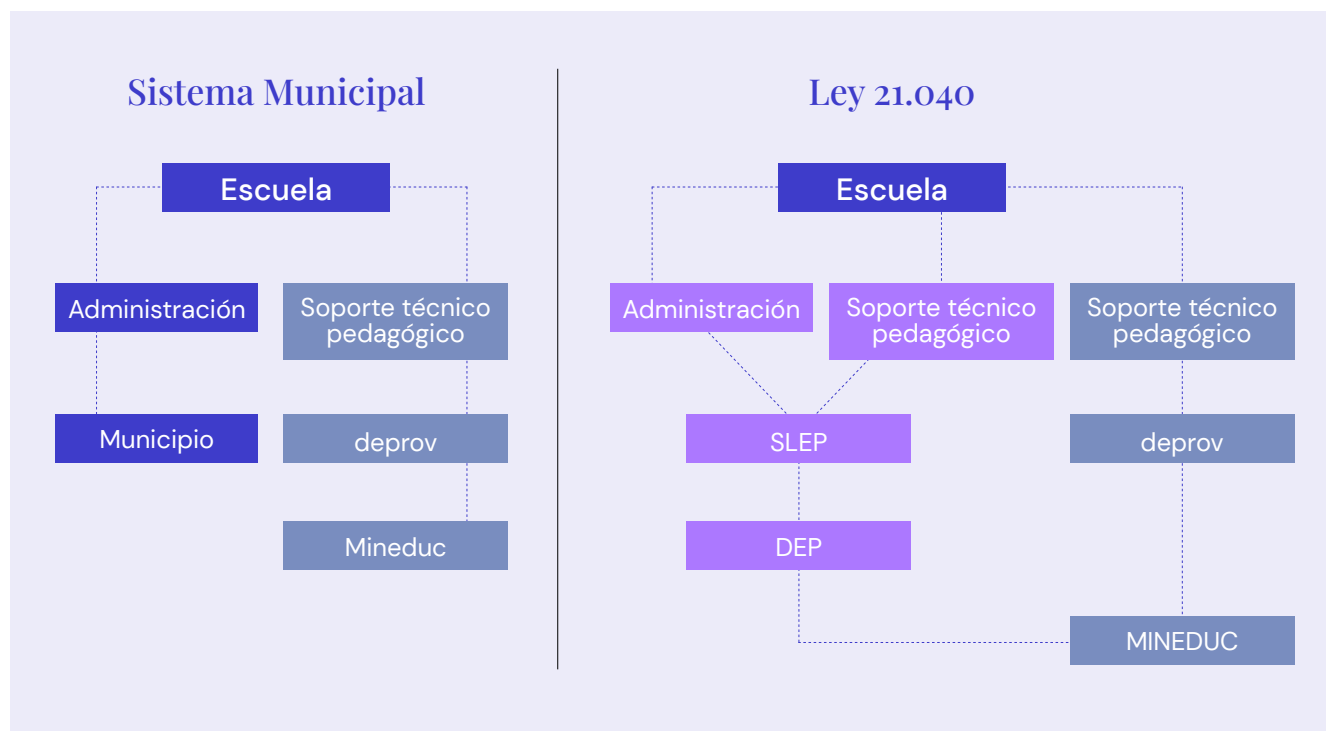 Sistema Municipal
Escuela
Administración
Soporte técnico
pedagógico
Municipio
deprov
Mineduc
Ley 21.040
Escuela
Administración
Soporte técnico
pedagógico
Soporte técnico
pedagógico
SLEP
deprov
DEP
MINEDUC